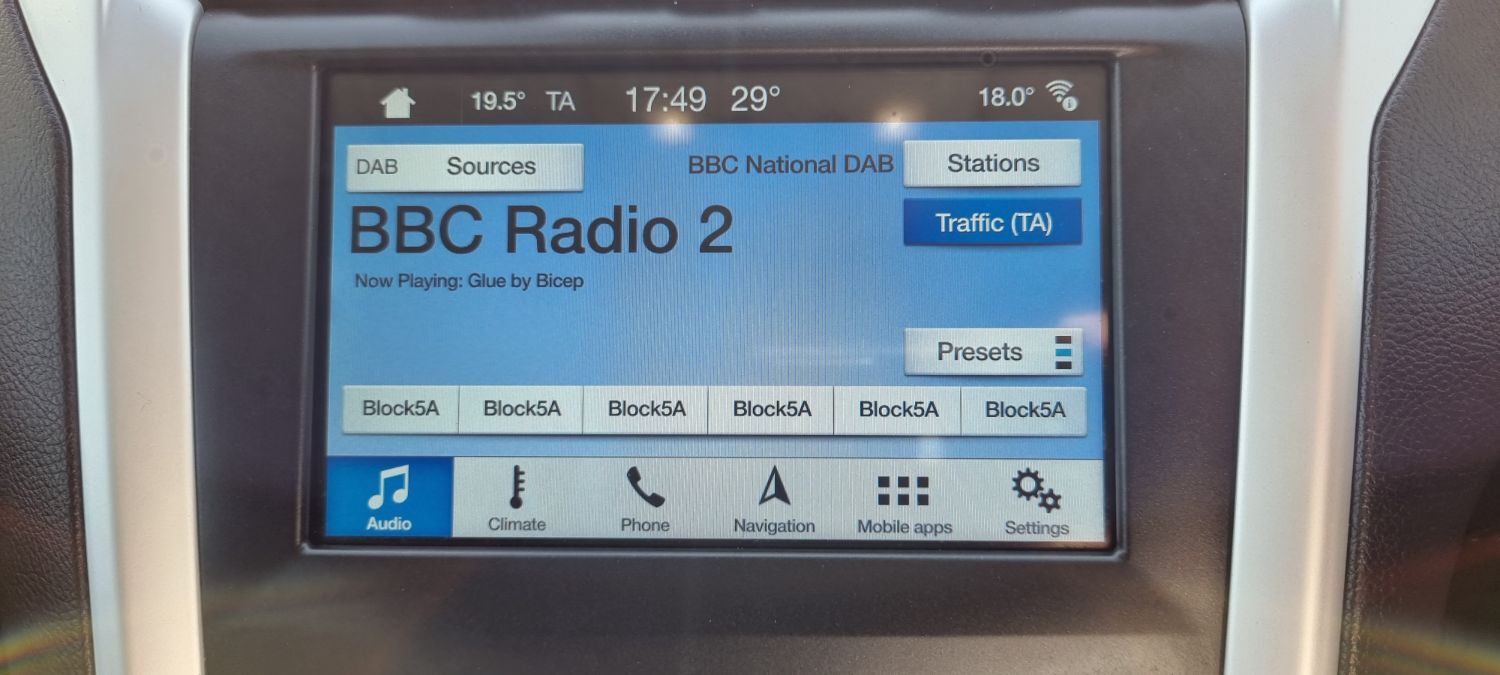 19.5° TA 17:49 29° 18.0°
DAB Sources BBC National DAB Stations
BBC Radio 2 Traffic (TA)
Now Playing: Glue by Bicep
Presets
Block5A Block5A Block5A Block5A Block5A Block5A
Audio Climate Phone Navigation Mobile apps Settings